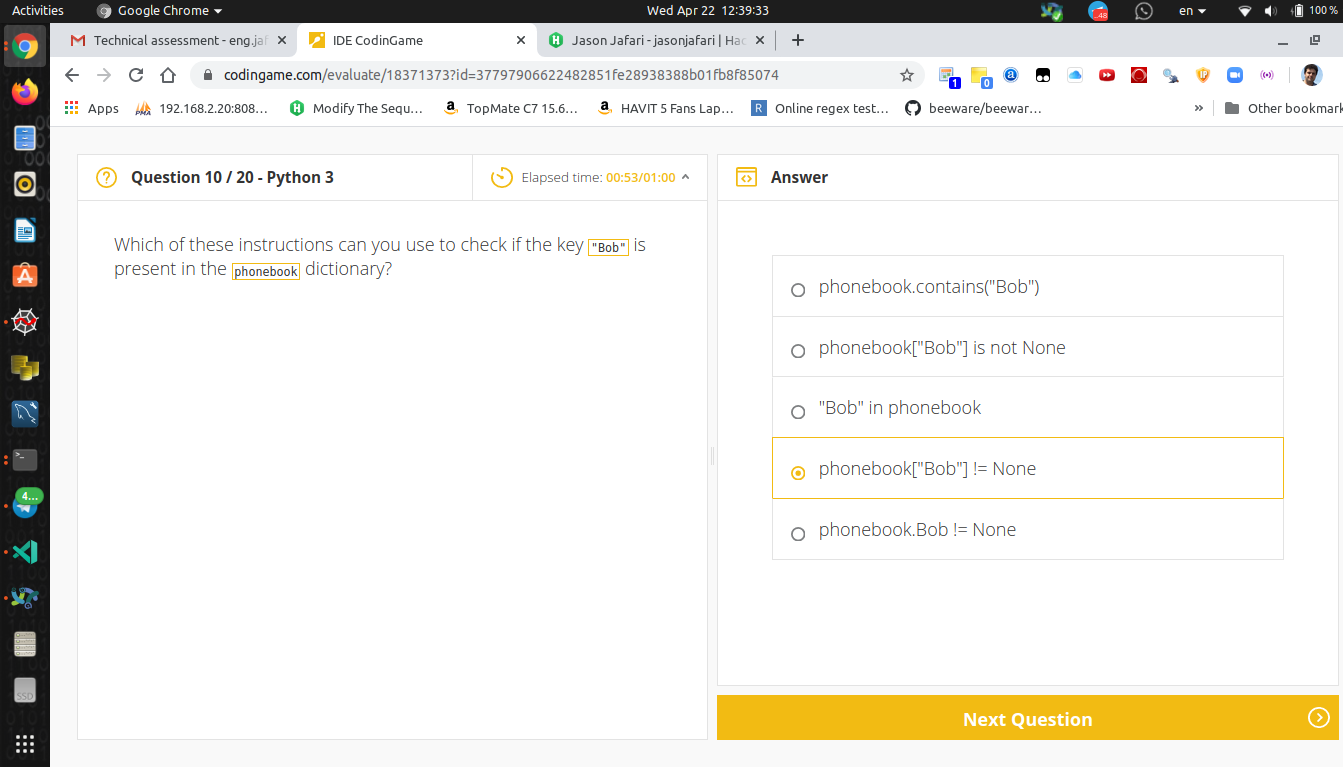 Activities Google Chrome Wed Apr 22 12:39:33 en 100 %
Technical assessment - eng.jaf IDE CodinGame Jason Jafari - jasonjafari | Hac
codingame.com/evaluate/18371373?id=37797906622482851fe28938388b01fb8f85074
Apps 192.168.2.20:808... Modify The Sequ... TopMate C7 15.6... HAVIT 5 Fans Lap... Online regex test... beeware/beewar... » Other bookmark
Question 10 / 20 - Python 3
Elapsed time: 00:53/01:00
Answer
Which of these instructions can you use to check if the key "Bob" is
present in the phonebook dictionary?
phonebook.contains("Bob")
phonebook["Bob"] is not None
"Bob" in phonebook
phonebook["Bob"] != None
phonebook.Bob != None
Next Question